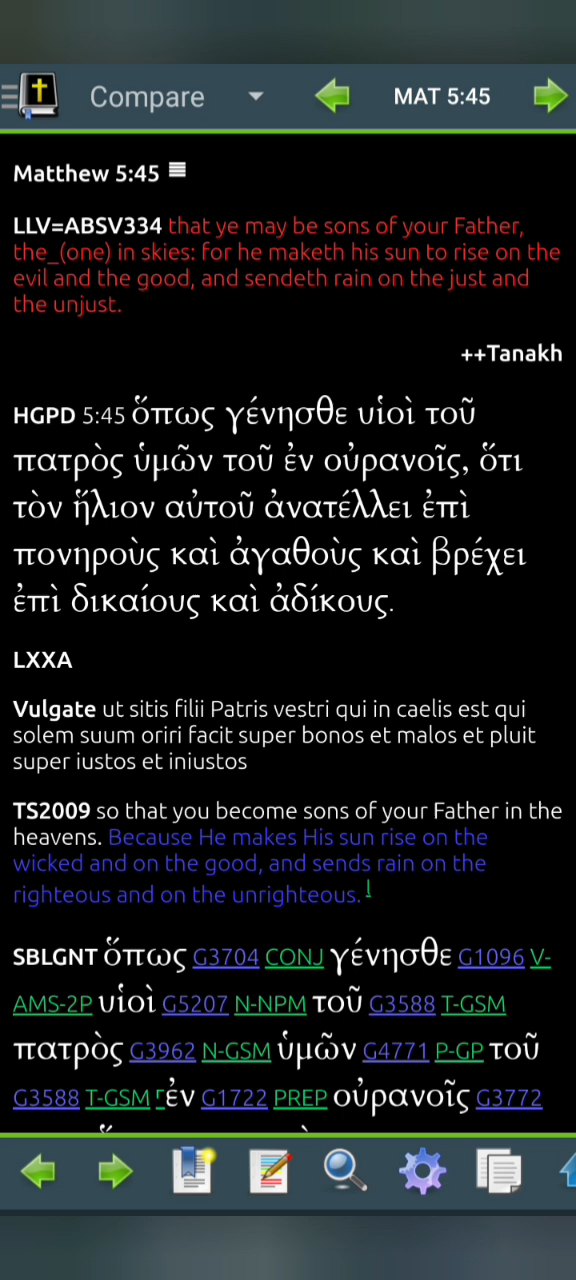 Compare
MAT 5:45
Matthew 5:45
LLV=ABSV334 that ye may be sons of your Father,
the_(one) in skies: for he maketh his sun to rise on the
evil and the good, and sendeth rain on the just and
the unjust.
++Tanakh
HGPD 5:45 ὅπως γένησθε υἱοὶ τοῦ
πατρὸς ὑμῶν τοῦ ἐν οὐρανοῖς, ὅτι
τὸν ἥλιον αὐτοῦ ἀνατέλλει ἐπὶ
πονηροὺς καὶ ἀγαθοὺς καὶ βρέχει
ἐπὶ δικαίους καὶ ἀδίκους.
LXXA
Vulgate ut sitis filii Patris vestri qui in caelis est qui
solem suum oriri facit super bonos et malos et pluit
super iustos et iniustos
TS2009 so that you become sons of your Father in the
heavens. Because He makes His sun rise on the
wicked and on the good, and sends rain on the
righteous and on the unrighteous. l
SBLGNT ὅπως G3704 CONJ γένησθε G1096 V-
AMS-2P υἱοὶ G5207 N-NPM τοῦ G3588 T-GSM
πατρὸς G3962 N-GSM ὑμῶν G4771 P-GP τοῦ
G3588 T-GSM ⸀ἐν G1722 PREP οὐρανοῖς G3772